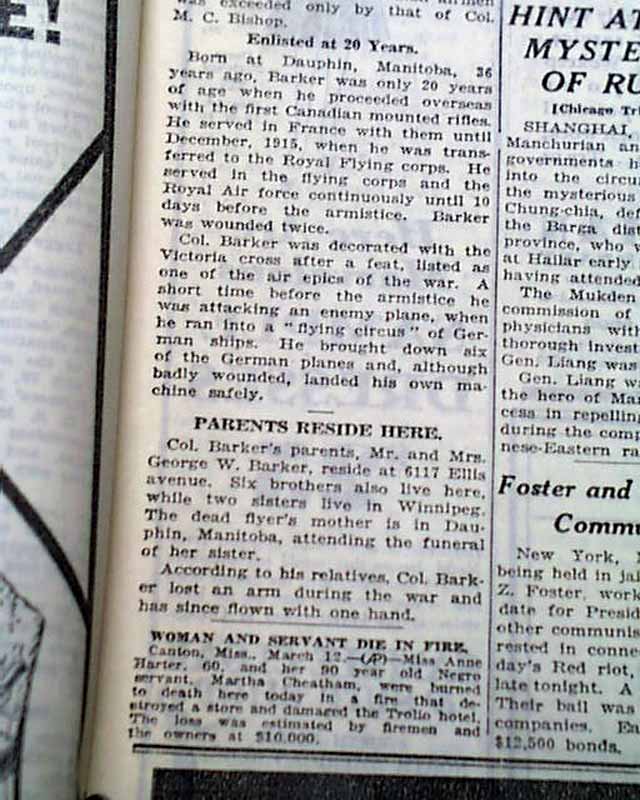 E!
was exceeded only by that of Col.
M. C. Bishop.
Enlisted at 20 Years.
Born at Dauphin, Manitoba, 36
years ago, Barker was only 20 years
of age when he proceeded overseas
with the first Canadian mounted rifles.
He served in France with them until
December, 1915, when he was trans-
ferred to the Royal Flying corps. He
served in the flying corps and the
Royal Air force continuously until 10
days before the armistice. Barker
was wounded twice.
Col. Barker was decorated with the
Victoria cross after a feat, listed as
one of the air epics of the war. A
short time before the armistice he
was attacking an enemy plane, when
he ran into a "flying circus" of Ger-
man ships. He brought down six
of the German planes and, although
badly wounded, landed his own ma-
chine safely.
PARENTS RESIDE HERE.
Col. Barker's parents, Mr. and Mrs.
George W. Barker, reside at 6117 Ellis
avenue. Six brothers also live here,
while two sisters live in Winnipeg.
The dead flyer's mother is in Dau-
phin, Manitoba, attending the funeral
of her sister.
According to his relatives, Col. Bark-
er lost an arm during the war and
has since flown with one hand.
WOMAN AND SERVANT DIE IN FIRE.
Canton, Miss., March 12.—(AP)—Miss Anne
Harter, 60, and her 90 year old Negro
servant, Martha Cheatham, were burned
to death here today in a fire that de-
stroyed a store and damaged the Trolio hotel.
The loss was estimated by firemen and
the owners at $10,000.
HINT A
MYSTE
OF RU
[Chicago Tr
SHANGHAI,
Manchurian an
governments h
into the circu
the mysterious
Chung-chia, de
the Barga dist
province, who w
at Hailar early
having attended
The Mukden
commission of
physicians with
thorough invest
Gen. Liang was
Gen. Liang w
the hero of Ma
cess in repelling
during the comp
nese-Eastern ra
Foster and
Commu
New York, M
being held in jai
Z. Foster, work
date for Presid
other communis
rested in connec
day's Red riot,
late tonight. A
Their bail was
companies. Ea
$12,500 bonds.